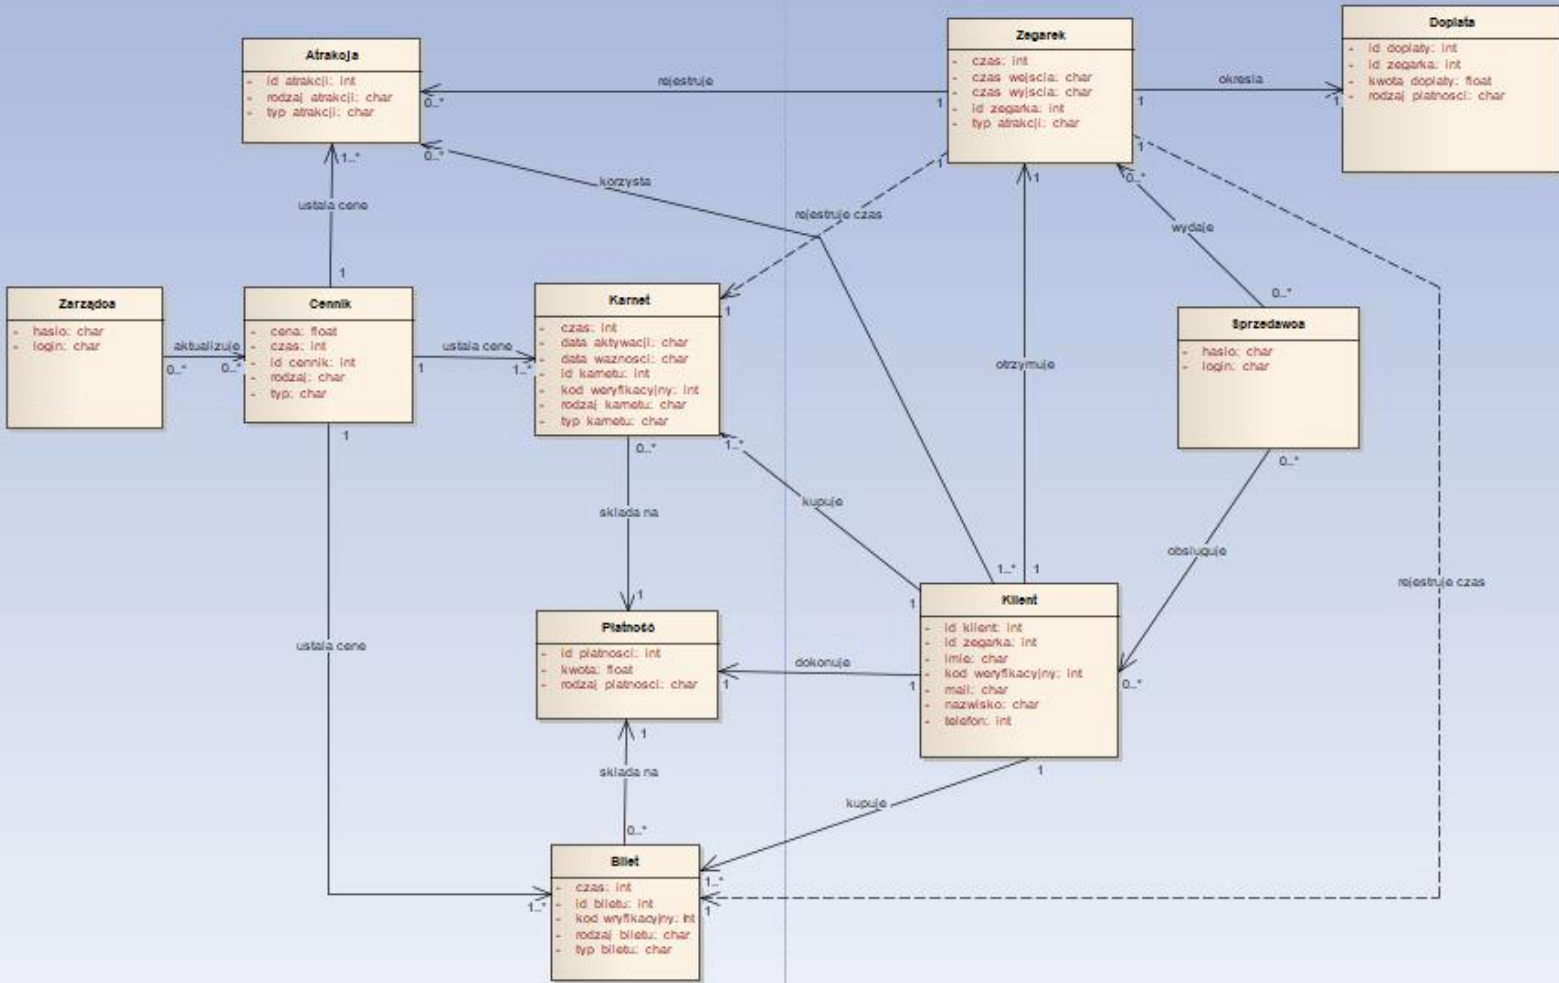 Atrakcja
- id atrakcji: int
- rodzaj atrakcji: char
- typ atrakcji: char
Zegarek
- czas: int
- czas wejscia: char
- czas wyjscia: char
- id zegarka: int
- typ atrakcji: char
Doplata
- id doplaty: int
- id zegarka: int
- kwota doplaty: float
- rodzaj platnosci: char
rejestruje
0..*
1
okresla
1
1
1..*
0..*
korzysta
rejestruje czas
1
1
1
0..*
ustala cene
wydaje
1
0..*
Zarządca
- haslo: char
- login: char
aktualizuje
0..*
0..*
Cennik
- cena: float
- czas: int
- id cennik: int
- rodzaj: char
- typ: char
ustala cene
1
1..*
Karnet
- czas: int
- data aktywacji: char
- data waznosci: char
- id karnetu: int
- kod weryfikacyjny: int
- rodzaj karnetu: char
- typ karnetu: char
1
Sprzedawca
- haslo: char
- login: char
otrzymuje
1
0..*
1..*
0..*
kupuje
sklada na
obsluguje
1..*
1
rejestruje czas
1
1
Płatność
- id platnosci: int
- kwota: float
- rodzaj platnosci: char
Klient
- id klient: int
- id zegarka: int
- imie: char
- kod weryfikacyjny: int
- mail: char
- nazwisko: char
- telefon: int
ustala cene
dokonuje
1
1
0..*
1
1
sklada na
kupuje
0..*
Bilet
- czas: int
- id biletu: int
- kod wryfikacyjny: int
- rodzaj biletu: char
- typ biletu: char
1..*
1..*
1